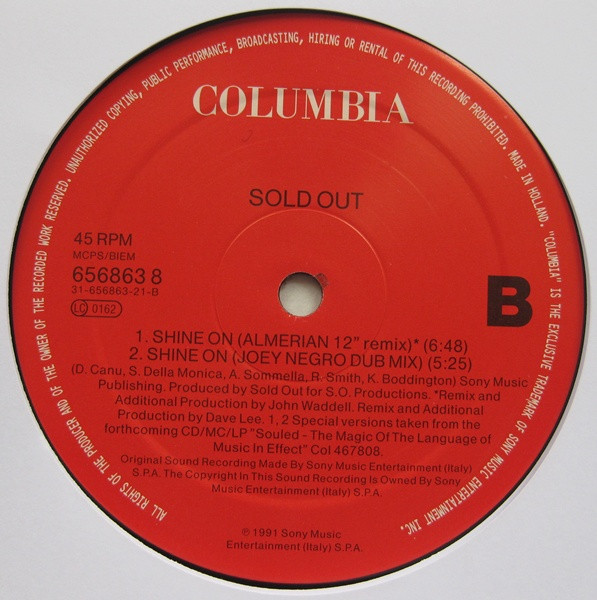 ALL RIGHTS OF THE PRODUCER AND OF THE OWNER OF THE RECORDED WORK RESERVED. UNAUTHORIZED COPYING, PUBLIC PERFORMANCE, BROADCASTING, HIRING OR RENTAL OF THIS RECORDING PROHIBITED. MADE IN HOLLAND. "COLUMBIA" IS THE EXCLUSIVE TRADEMARK OF SONY MUSIC ENTERTAINMENT INC.
COLUMBIA
SOLD OUT
45 RPM
MCPS/BIEM
656863 8
31-656863-21-B
LC 0162
B
1. SHINE ON (ALMERIAN 12" remix)* (6:48)
2. SHINE ON (JOEY NEGRO DUB MIX) (5:25)
(D. Canu, S. Della Monica, A. Sommella, R. Smith, K. Boddington) Sony Music
Publishing. Produced by Sold Out for S.O. Productions. *Remix and
Additional Production by John Waddell. Remix and Additional
Production by Dave Lee. 1, 2 Special versions taken from the
forthcoming CD/MC/LP "Souled - The Magic Of The Language of
Music In Effect" Col 467808.
Original Sound Recording Made By Sony Music Entertainment (Italy)
S.P.A. The Copyright In This Sound Recording Is Owned By Sony
Music Entertainment (Italy) S.P.A.
℗ 1991 Sony Music
Entertainment (Italy) S.P.A.